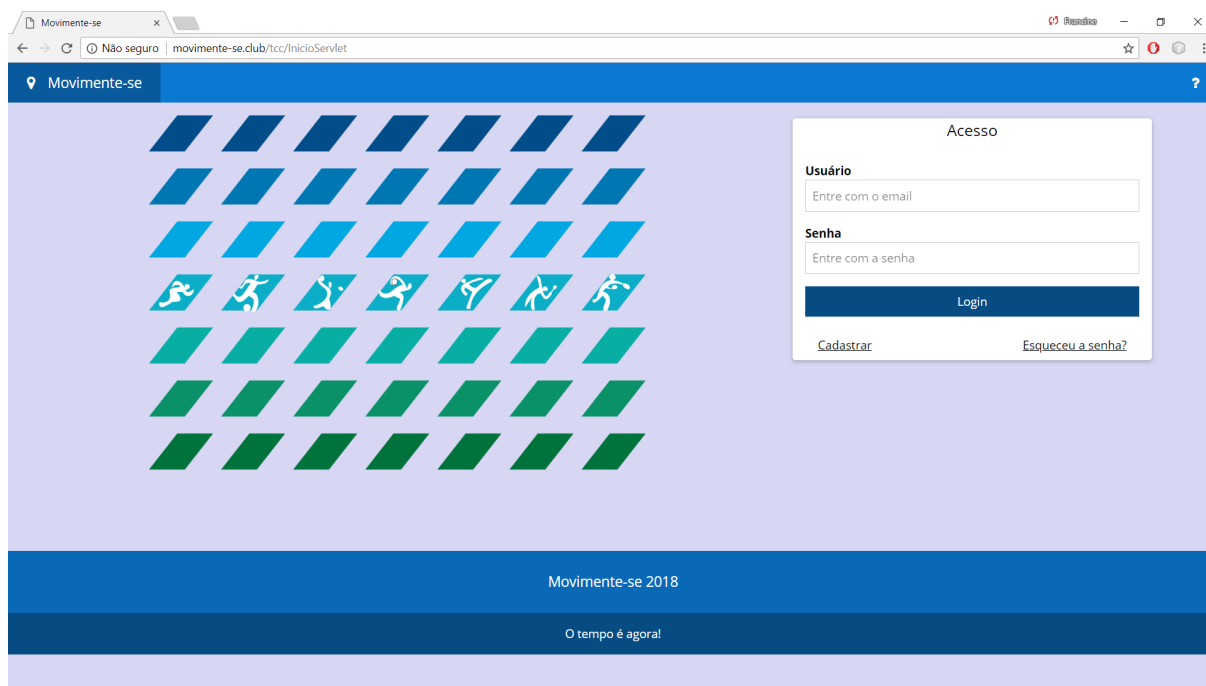 Movimente-se
Francine
Não seguro | movimente-se.club/tcc/InicioServlet
Movimente-se
?
Acesso
Usuário
Entre com o email
Senha
Entre com a senha
Login
Cadastrar
Esqueceu a senha?
Movimente-se 2018
O tempo é agora!